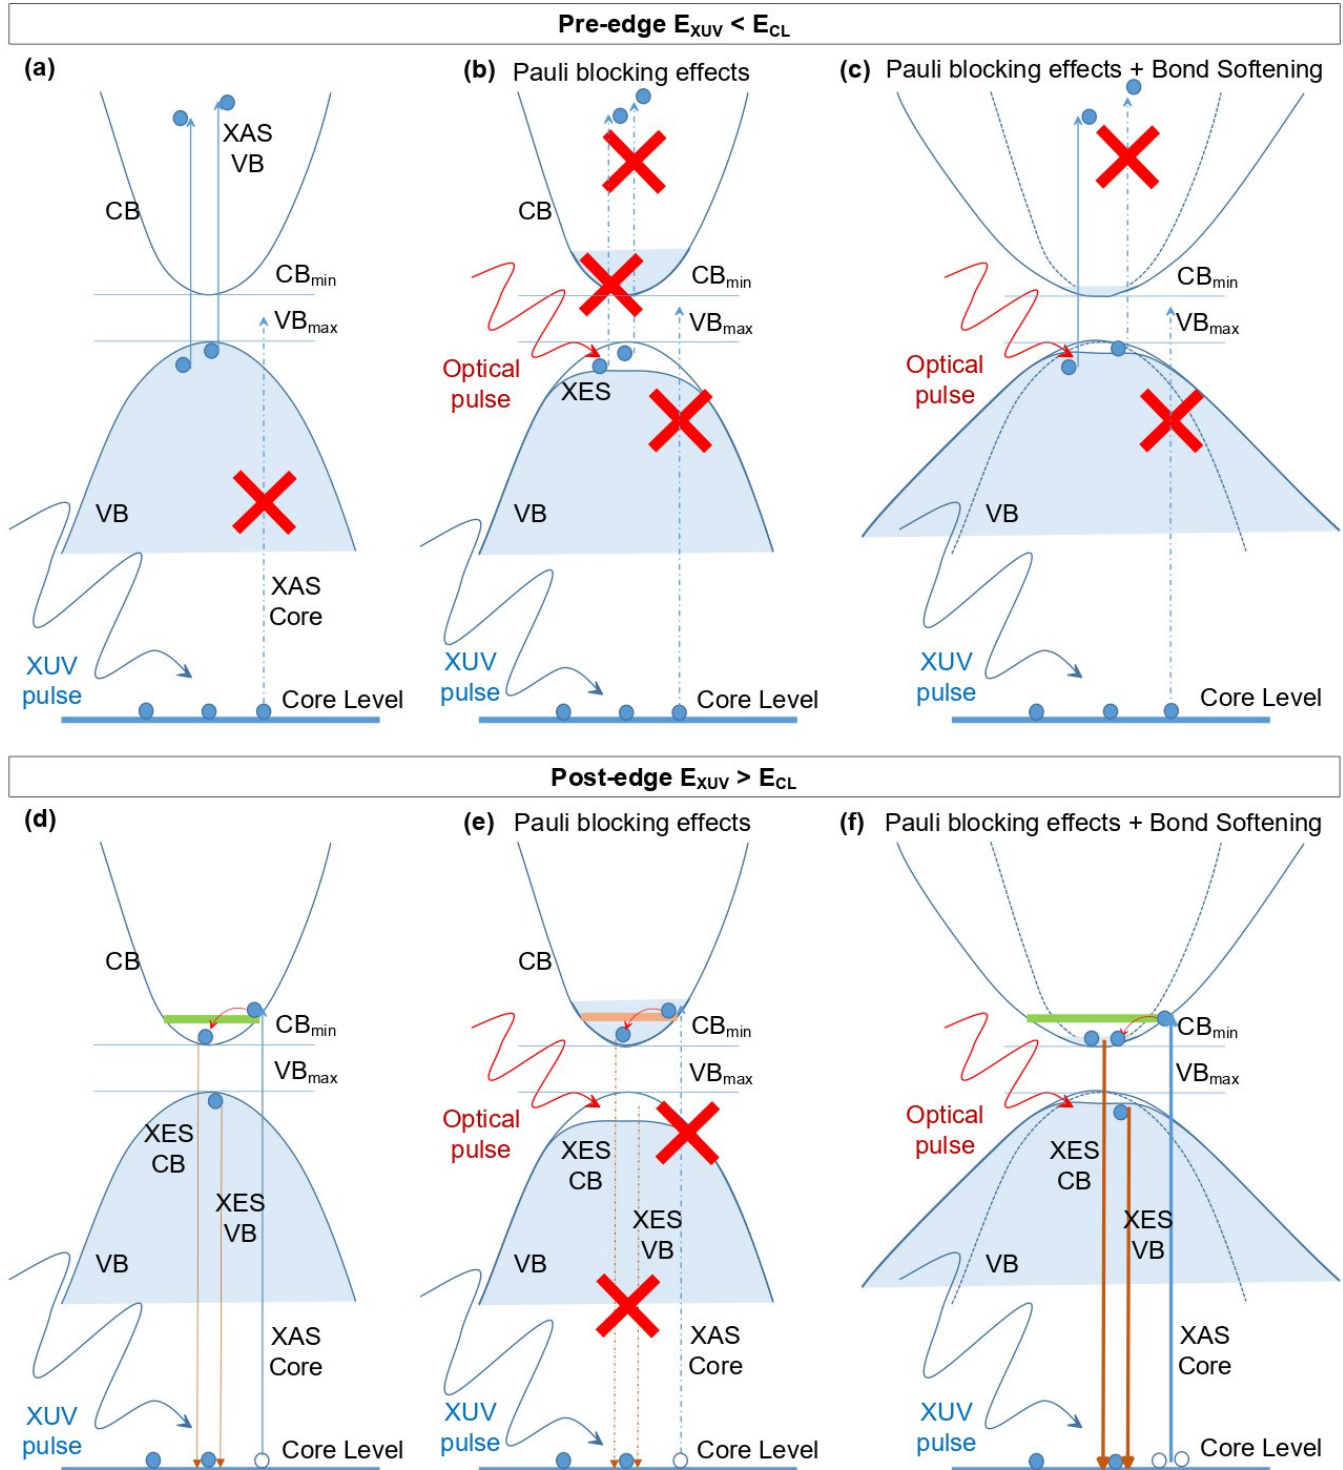 Pre-edge E_XUV < E_CL
(a)
(b) Pauli blocking effects
(c) Pauli blocking effects + Bond Softening
XAS
VB
CB
CB_min
VB_max
VB
XAS
Core
XUV
pulse
Core Level
CB
CB_min
VB_max
Optical
pulse
XES
VB
XUV
pulse
Core Level
CB_min
VB_max
Optical
pulse
VB
XUV
pulse
Core Level
Post-edge E_XUV > E_CL
(d)
(e) Pauli blocking effects
(f) Pauli blocking effects + Bond Softening
CB
CB_min
VB_max
XES
CB
XES
VB
VB
XAS
Core
XUV
pulse
Core Level
CB
CB_min
VB_max
Optical
pulse
XES
CB
XES
VB
VB
XAS
Core
XUV
pulse
Core Level
CB_min
VB_max
Optical
pulse
XES
CB
XES
VB
VB
XAS
Core
XUV
pulse
Core Level